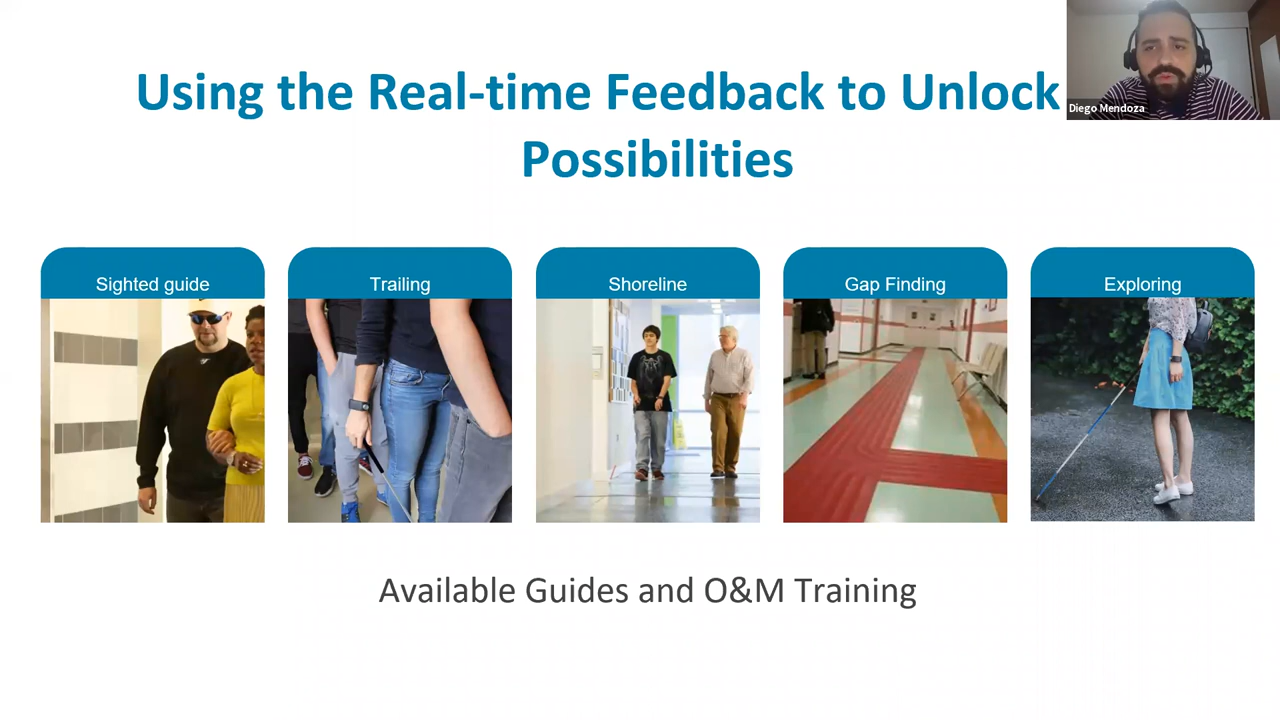 Using the Real-time Feedback to Unlock
Possibilities
Diego Mendoza
Sighted guide
Trailing
Shoreline
Gap Finding
Exploring
Available Guides and O&M Training